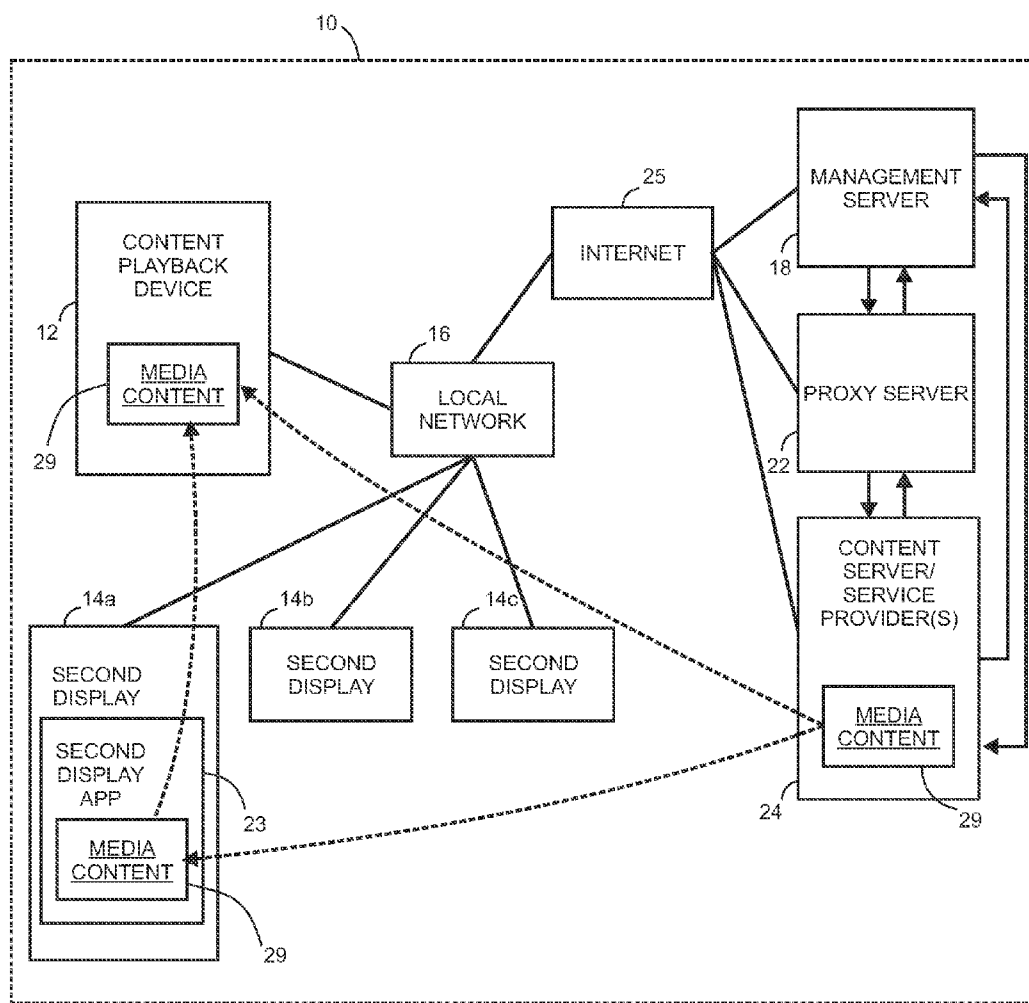 10
25
MANAGEMENT
SERVER
18
INTERNET
CONTENT
PLAYBACK
DEVICE
12
MEDIA
CONTENT
29
16
LOCAL
NETWORK
PROXY SERVER
22
CONTENT
SERVER/
SERVICE
PROVIDER(S)
MEDIA
CONTENT
24
29
14a
SECOND
DISPLAY
SECOND
DISPLAY
APP
23
MEDIA
CONTENT
29
14b
SECOND
DISPLAY
14c
SECOND
DISPLAY